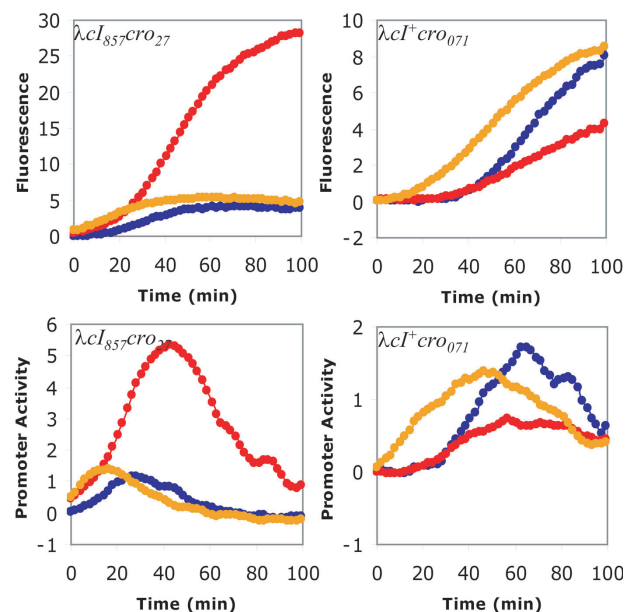 λcI857cro27
30
25
20
15
10
5
0
Fluorescence
0 20 40 60 80 100
Time (min)
λcI+cro071
10
8
6
4
2
0
-2
Fluorescence
0 20 40 60 80 100
Time (min)
λcI857cro27
6
5
4
3
2
1
0
-1
Promoter Activity
0 20 40 60 80 100
Time (min)
λcI+cro071
2
1
0
-1
Promoter Activity
0 20 40 60 80 100
Time (min)